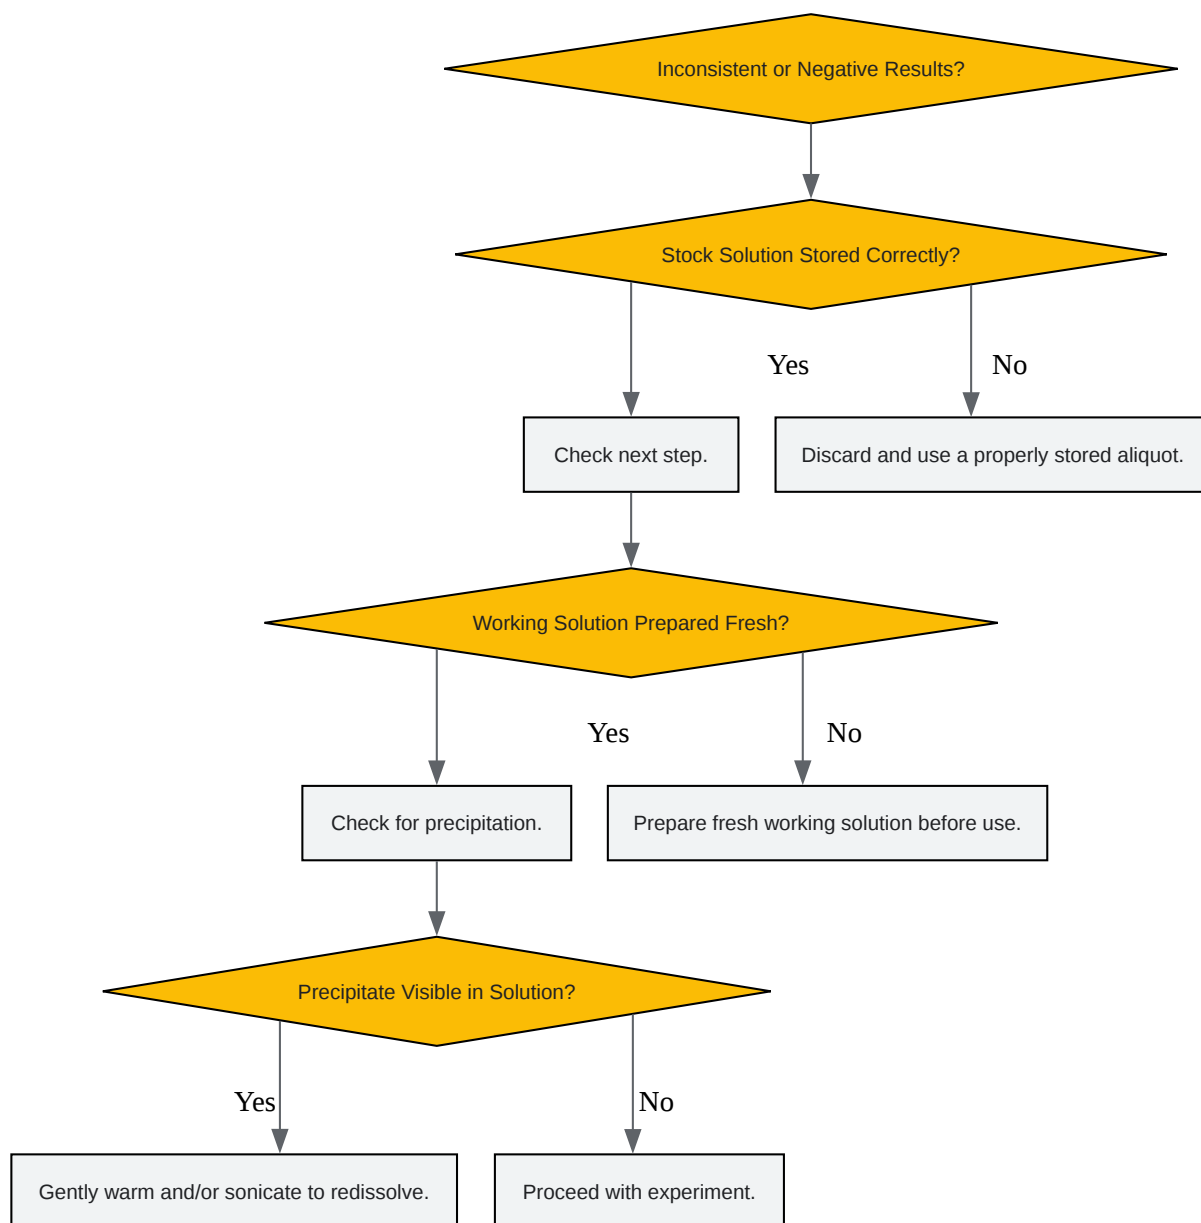 Inconsistent or Negative Results?
Stock Solution Stored Correctly?
Yes
No
Check next step.
Discard and use a properly stored aliquot.
Working Solution Prepared Fresh?
Yes
No
Check for precipitation.
Prepare fresh working solution before use.
Precipitate Visible in Solution?
Yes
No
Gently warm and/or sonicate to redissolve.
Proceed with experiment.